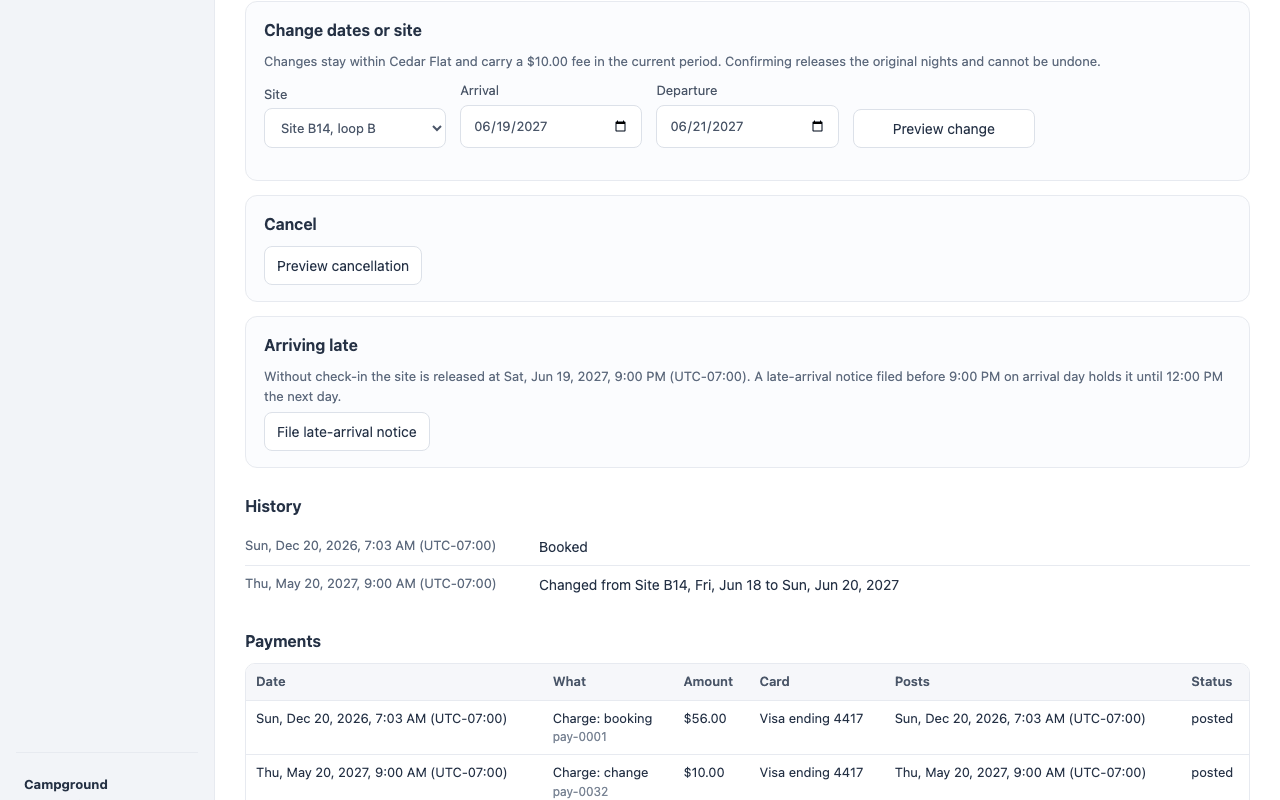 Change dates or site
Changes stay within Cedar Flat and carry a $10.00 fee in the current period. Confirming releases the original nights and cannot be undone.
Site
Arrival
Departure
Site B14, loop B
06/19/2027
06/21/2027
Preview change
Cancel
Preview cancellation
Arriving late
Without check-in the site is released at Sat, Jun 19, 2027, 9:00 PM (UTC-07:00). A late-arrival notice filed before 9:00 PM on arrival day holds it until 12:00 PM
the next day.
File late-arrival notice
History
Sun, Dec 20, 2026, 7:03 AM (UTC-07:00) Booked
Thu, May 20, 2027, 9:00 AM (UTC-07:00) Changed from Site B14, Fri, Jun 18 to Sun, Jun 20, 2027
Payments
Date What Amount Card Posts Status
Sun, Dec 20, 2026, 7:03 AM (UTC-07:00) Charge: booking $56.00 Visa ending 4417 Sun, Dec 20, 2026, 7:03 AM (UTC-07:00) posted
pay-0001
Thu, May 20, 2027, 9:00 AM (UTC-07:00) Charge: change $10.00 Visa ending 4417 Thu, May 20, 2027, 9:00 AM (UTC-07:00) posted
pay-0032
Campground